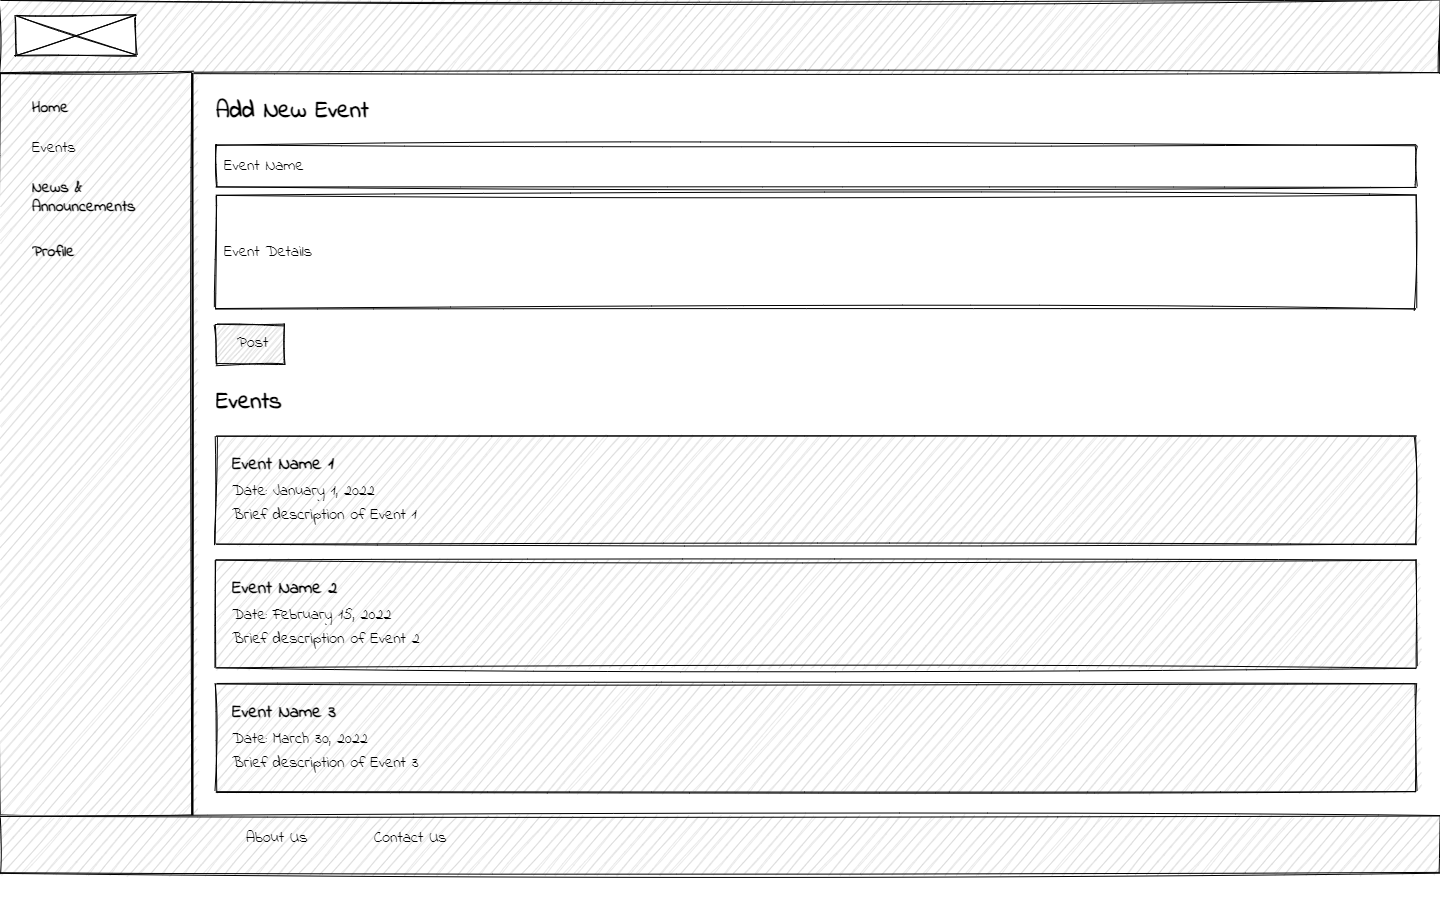 Home
Events
News &
Announcements
Profile
Add New Event
Event Name
Event Details
Post
Events
Event Name 1
Date: January 1, 2022
Brief description of Event 1
Event Name 2
Date: February 15, 2022
Brief description of Event 2
Event Name 3
Date: March 30, 2022
Brief description of Event 3
About Us
Contact Us